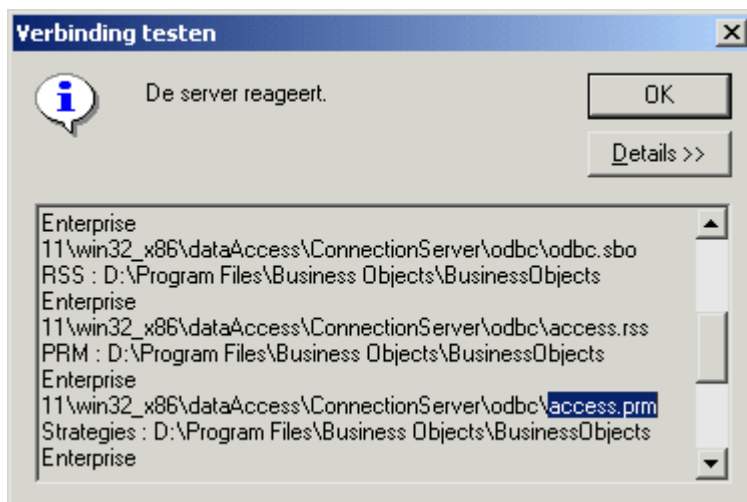 Verbinding testen
De server reageert.
OK
Details >>
Enterprise
11\win32_x86\dataAccess\ConnectionServer\odbc\odbc.sbo
RSS : D:\Program Files\Business Objects\BusinessObjects
Enterprise
11\win32_x86\dataAccess\ConnectionServer\odbc\access.rss
PRM : D:\Program Files\Business Objects\BusinessObjects
Enterprise
11\win32_x86\dataAccess\ConnectionServer\odbc\access.prm
Strategies : D:\Program Files\Business Objects\BusinessObjects
Enterprise